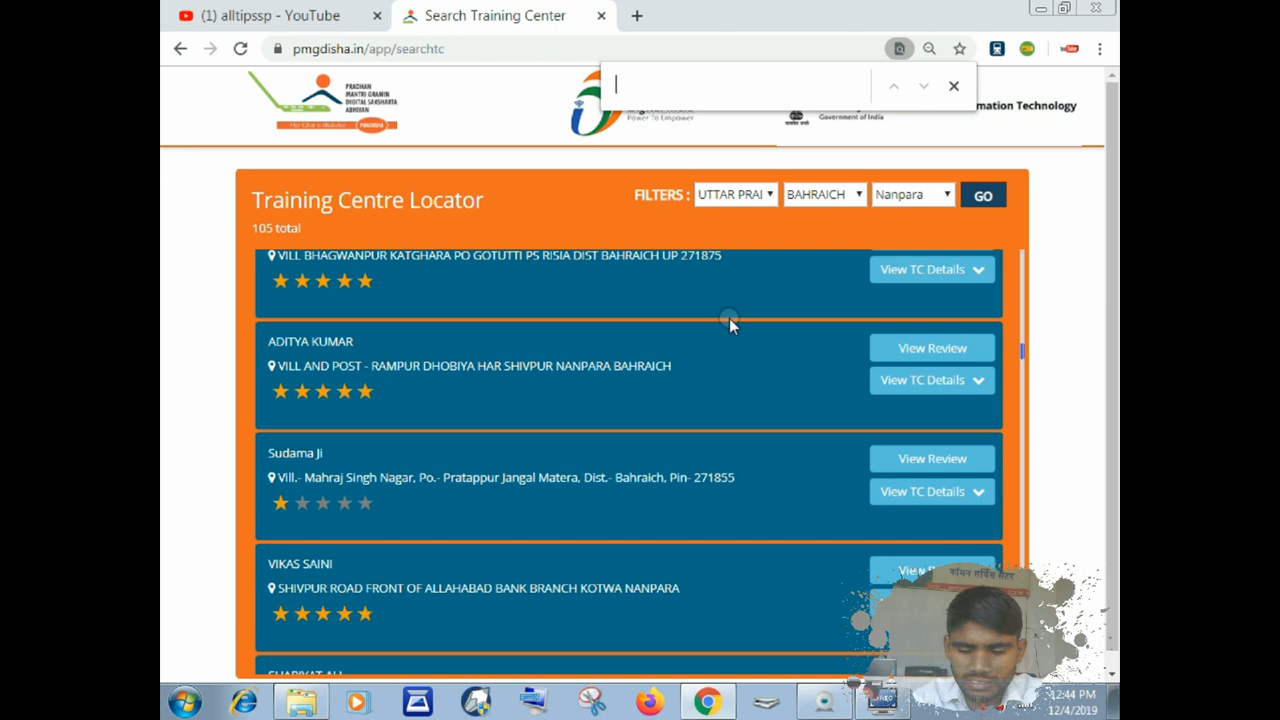 (1) alltipssp - YouTube
Search Training Center
pmgdisha.in/app/searchtc
PRADHAN
MANTRI GRAMIN
DIGITAL SAKSHARTA
ABHIYAN
Power To Empower
mation Technology
Government of India
Training Centre Locator
105 total
FILTERS : UTTAR PRAI BAHRAICH Nanpara GO
VILL BHAGWANPUR KATGHARA PO GOTUTTI PS RISIA DIST BAHRAICH UP 271875
View TC Details
ADITYA KUMAR
VILL AND POST - RAMPUR DHOBIYA HAR SHIVPUR NANPARA BAHRAICH
View Review
View TC Details
Sudama Ji
Vill.- Mahraj Singh Nagar, Po.- Pratappur Jangal Matera, Dist.- Bahraich, Pin- 271855
View Review
View TC Details
VIKAS SAINI
SHIVPUR ROAD FRONT OF ALLAHABAD BANK BRANCH KOTWA NANPARA
12:44 PM
12/4/2019